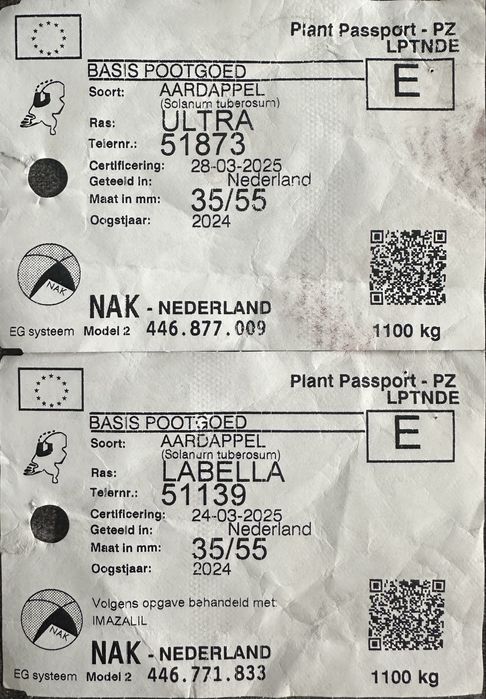 Plant Passport - PZ
LPTNDE
BASIS POOTGOED
E
Soort: AARDAPPEL
(Solanum tuberosum)
Ras: ULTRA
Telernr.: 51873
Certificering: 28-03-2025
Geteeld in: Nederland
Maat in mm: 35/55
Oogstjaar: 2024
NAK
NAK - NEDERLAND
EG systeem Model 2 446.877.009 1100 kg
Plant Passport - PZ
LPTNDE
BASIS POOTGOED
E
Soort: AARDAPPEL
(Solanum tuberosum)
Ras: LABELLA
Telernr.: 51139
Certificering: 24-03-2025
Geteeld in: Nederland
Maat in mm: 35/55
Oogstjaar: 2024
Volgens opgave behandeld met
IMAZALIL
NAK
NAK - NEDERLAND
EG systeem Model 2 446.771.833 1100 kg